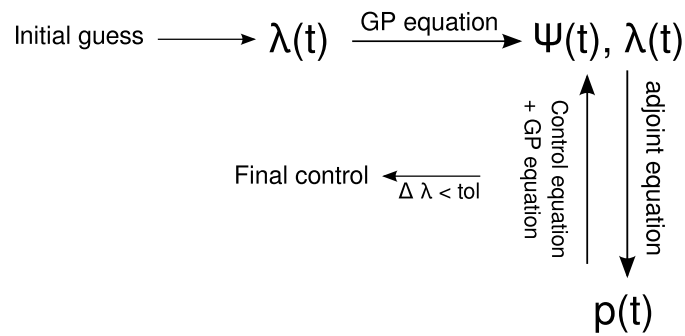 Initial guess
λ(t)
GP equation
Ψ(t), λ(t)
adjoint equation
Control equation
+ GP equation
Final control
Δ λ < tol
p(t)